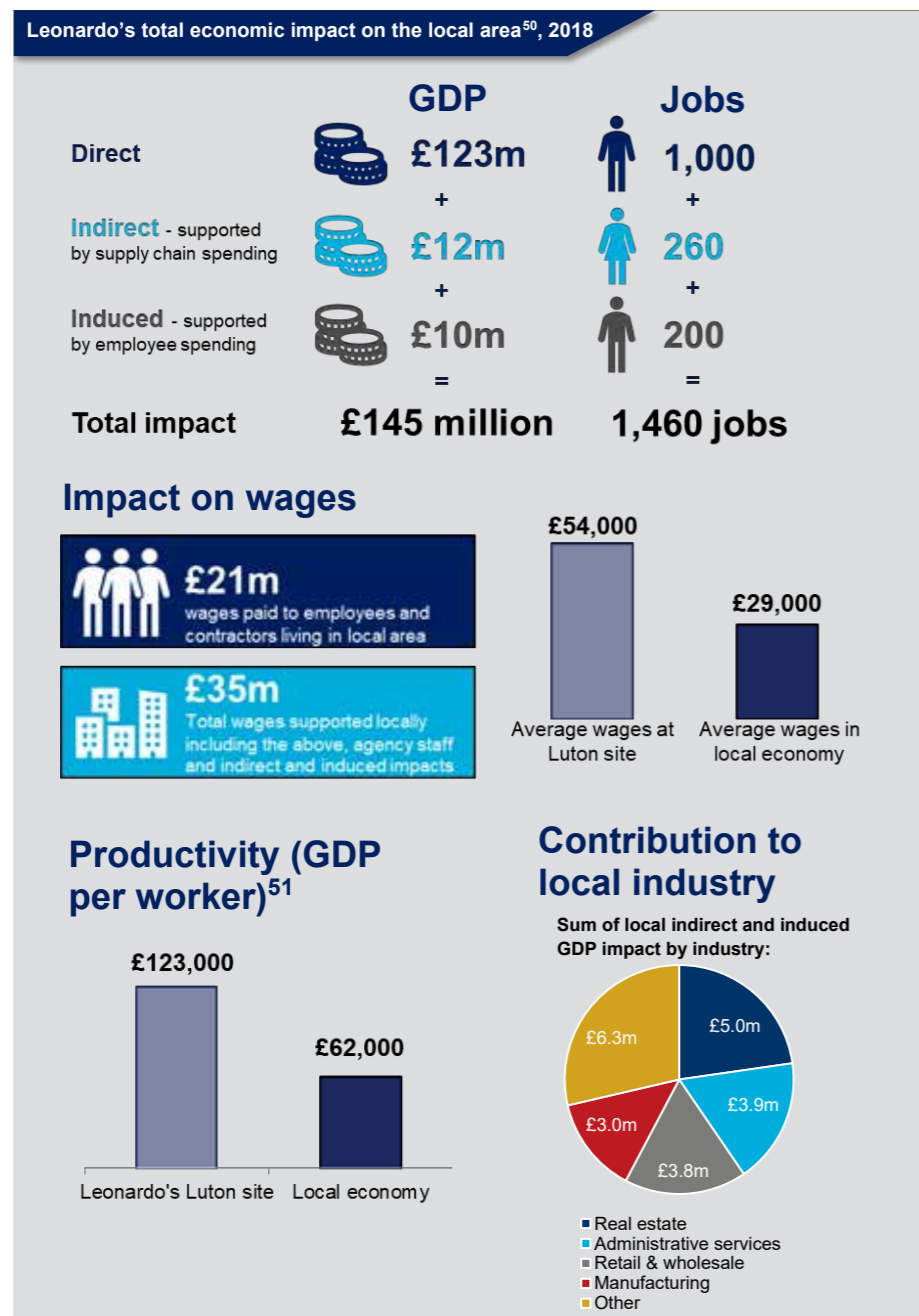 Leonardo's total economic impact on the local area50, 2018
GDP Jobs
Direct £123m 1,000
+ +
Indirect - supported
by supply chain spending
£12m 260
+ +
Induced - supported
by employee spending
£10m 200
= =
Total impact £145 million 1,460 jobs
Impact on wages
£21m
wages paid to employees and
contractors living in local area
£35m
Total wages supported locally
including the above, agency staff
and indirect and induced impacts
£54,000
£29,000
Average wages at
Luton site
Average wages in
local economy
Productivity (GDP
per worker)51
£123,000
£62,000
Leonardo's Luton site Local economy
Contribution to
local industry
Sum of local indirect and induced
GDP impact by industry:
£5.0m
£3.9m
£3.8m
£3.0m
£6.3m
Real estate
Administrative services
Retail & wholesale
Manufacturing
Other